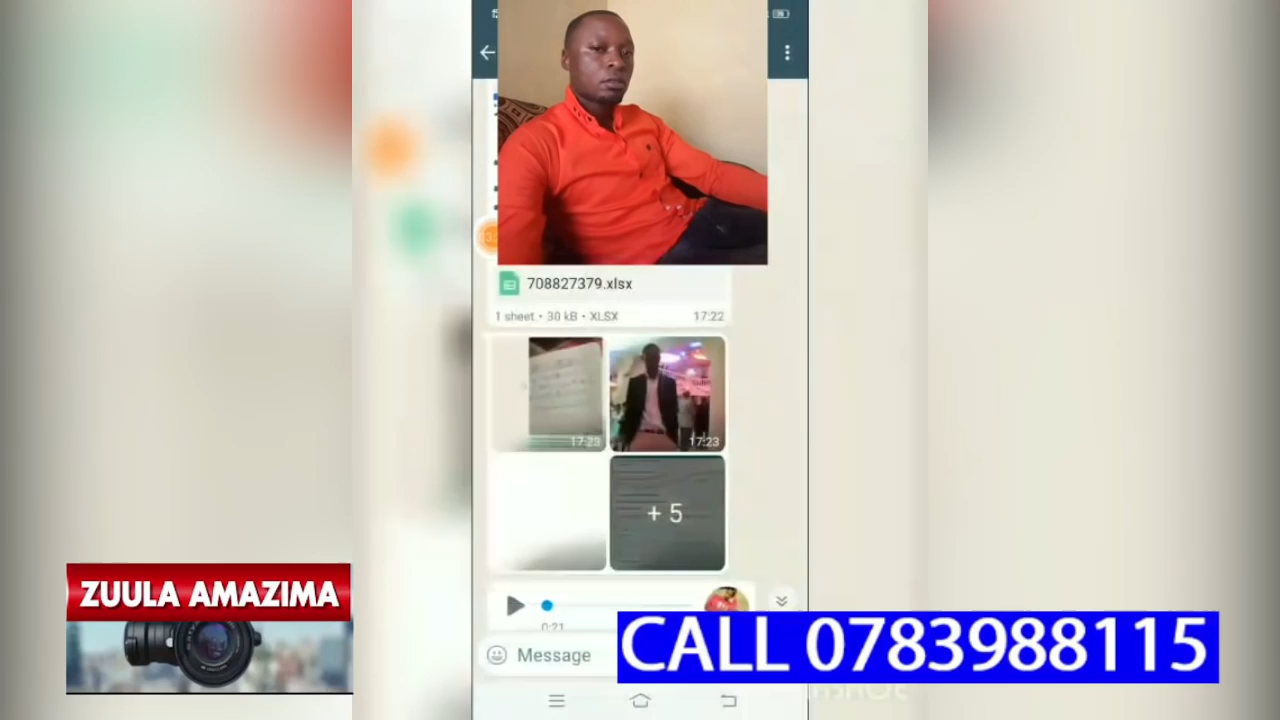 708827379.xlsx
1 sheet • 30 kB • XLSX
17:22
17:23
17:23
+ 5
0:21
Message
ZUULA AMAZIMA
CALL 0783988115